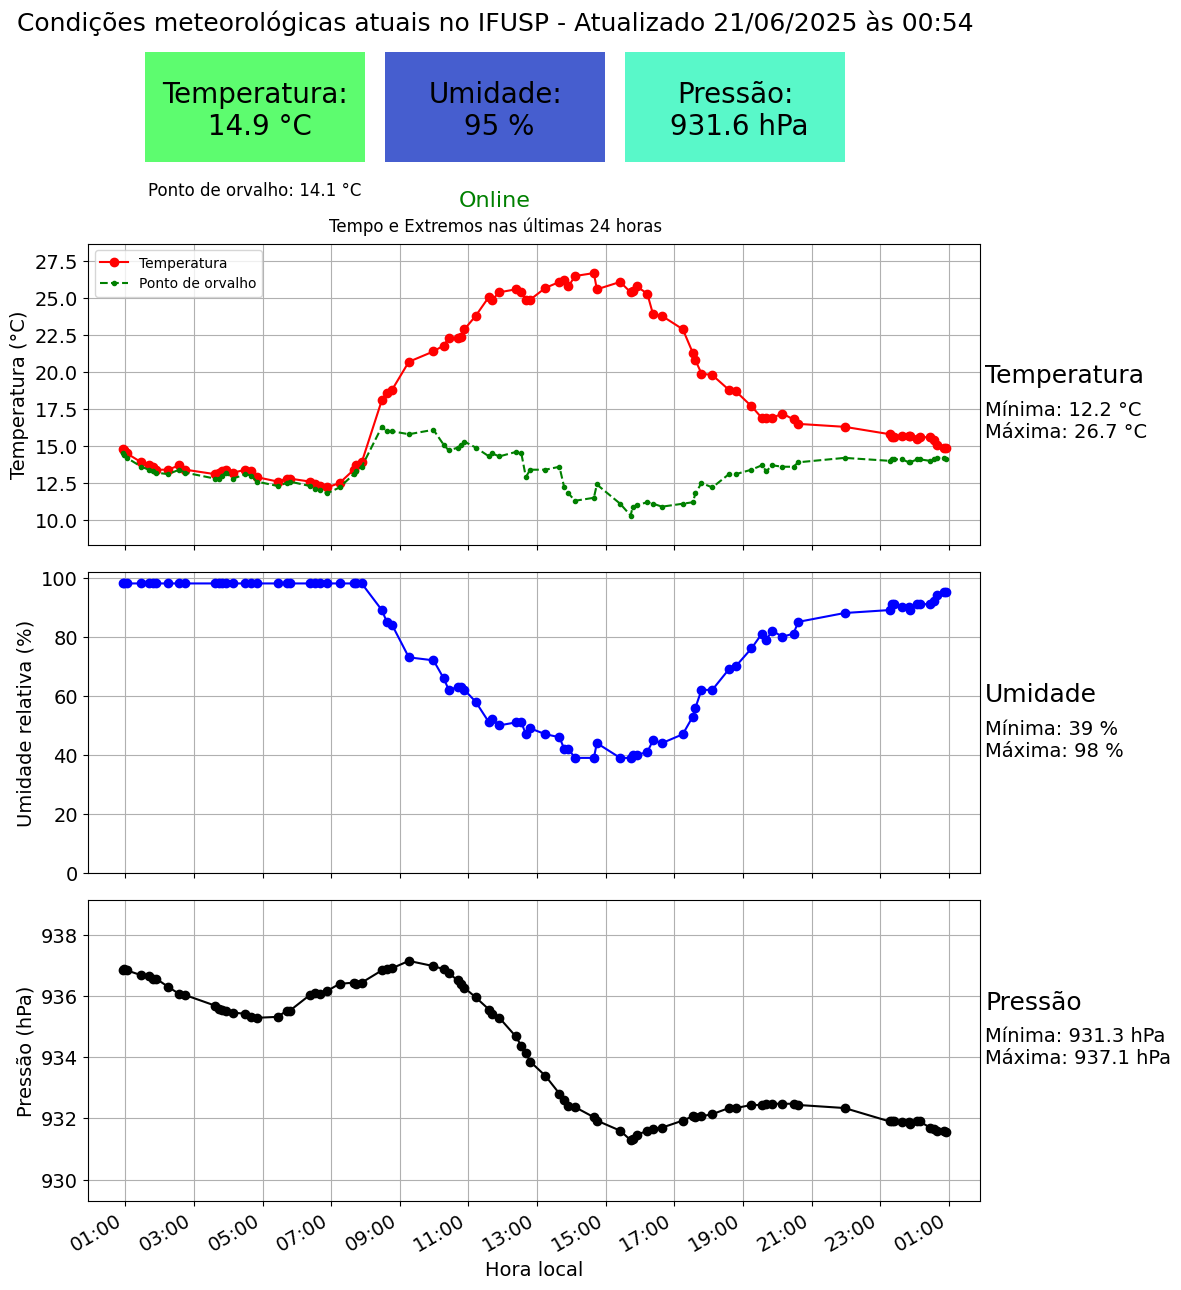 Condições meteorológicas atuais no IFUSP - Atualizado 21/06/2025 às 00:54
Temperatura:
14.9 °C
Umidade:
95 %
Pressão:
931.6 hPa
Ponto de orvalho: 14.1 °C
Online
Tempo e Extremos nas últimas 24 horas
Temperatura
Ponto de orvalho
Temperatura (°C)
27.5
25.0
22.5
20.0
17.5
15.0
12.5
10.0
Temperatura
Mínima: 12.2 °C
Máxima: 26.7 °C
Umidade relativa (%)
100
80
60
40
20
0
Umidade
Mínima: 39 %
Máxima: 98 %
Pressão (hPa)
938
936
934
932
930
Pressão
Mínima: 931.3 hPa
Máxima: 937.1 hPa
01:00 03:00 05:00 07:00 09:00 11:00 13:00 15:00 17:00 19:00 21:00 23:00 01:00
Hora local